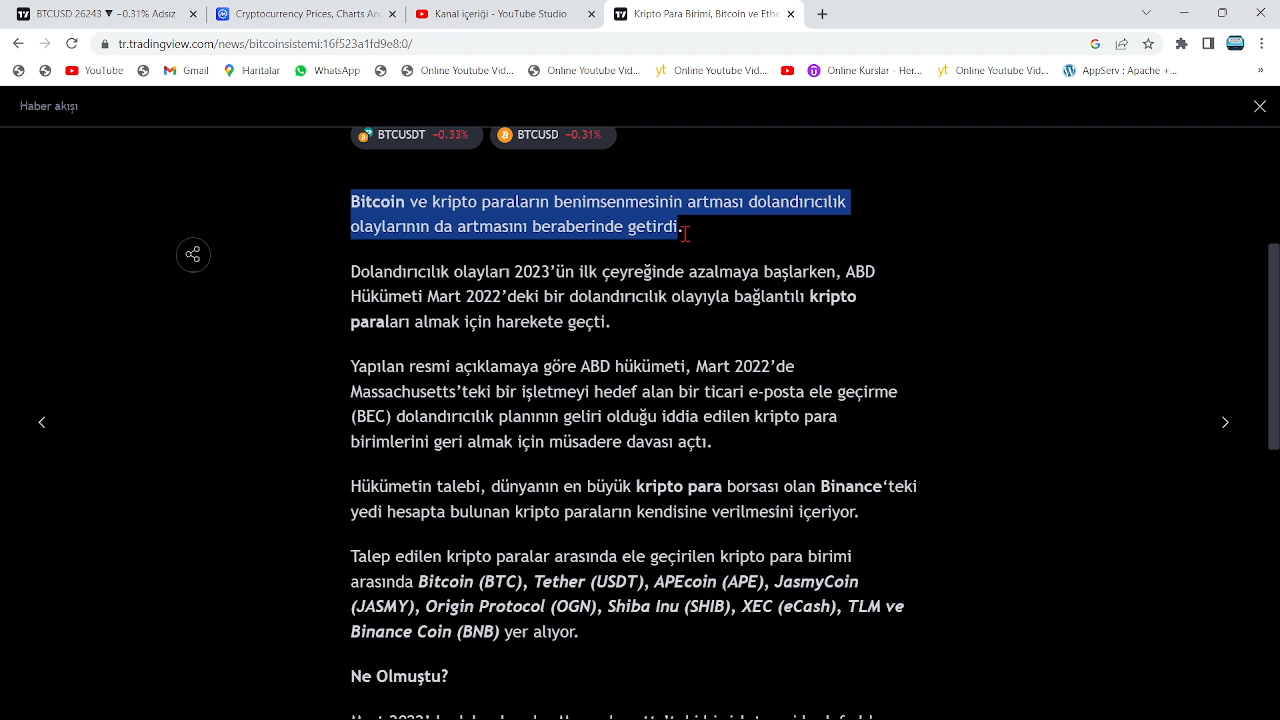 BTCUSD 26243 ▼ −0.31% Adsız
Cryptocurrency Prices, Charts An
Kanal içeriği - YouTube Studio
Kripto Para Birimi, Bitcoin ve Ethe
tr.tradingview.com/news/bitcoinsistemi:16f523a1fd9e8:0/
YouTube
Gmail
Haritalar
WhatsApp
Online Youtube Vid...
Online Youtube Vid...
Online Youtube Vid...
Online Kurslar - Her...
Online Youtube Vid...
AppServ : Apache +...
»
Haber akışı
BTCUSDT −0.33%
BTCUSD −0.31%
Bitcoin ve kripto paraların benimsenmesinin artması dolandırıcılık
olaylarının da artmasını beraberinde getirdi.
Dolandırıcılık olayları 2023’ün ilk çeyreğinde azalmaya başlarken, ABD
Hükümeti Mart 2022’deki bir dolandırıcılık olayıyla bağlantılı kripto
paraları almak için harekete geçti.
Yapılan resmi açıklamaya göre ABD hükümeti, Mart 2022’de
Massachusetts’teki bir işletmeyi hedef alan bir ticari e-posta ele geçirme
(BEC) dolandırıcılık planının geliri olduğu iddia edilen kripto para
birimlerini geri almak için müsadere davası açtı.
Hükümetin talebi, dünyanın en büyük kripto para borsası olan Binance‘teki
yedi hesapta bulunan kripto paraların kendisine verilmesini içeriyor.
Talep edilen kripto paralar arasında ele geçirilen kripto para birimi
arasında Bitcoin (BTC), Tether (USDT), APEcoin (APE), JasmyCoin
(JASMY), Origin Protocol (OGN), Shiba Inu (SHIB), XEC (eCash), TLM ve
Binance Coin (BNB) yer alıyor.
Ne Olmuştu?